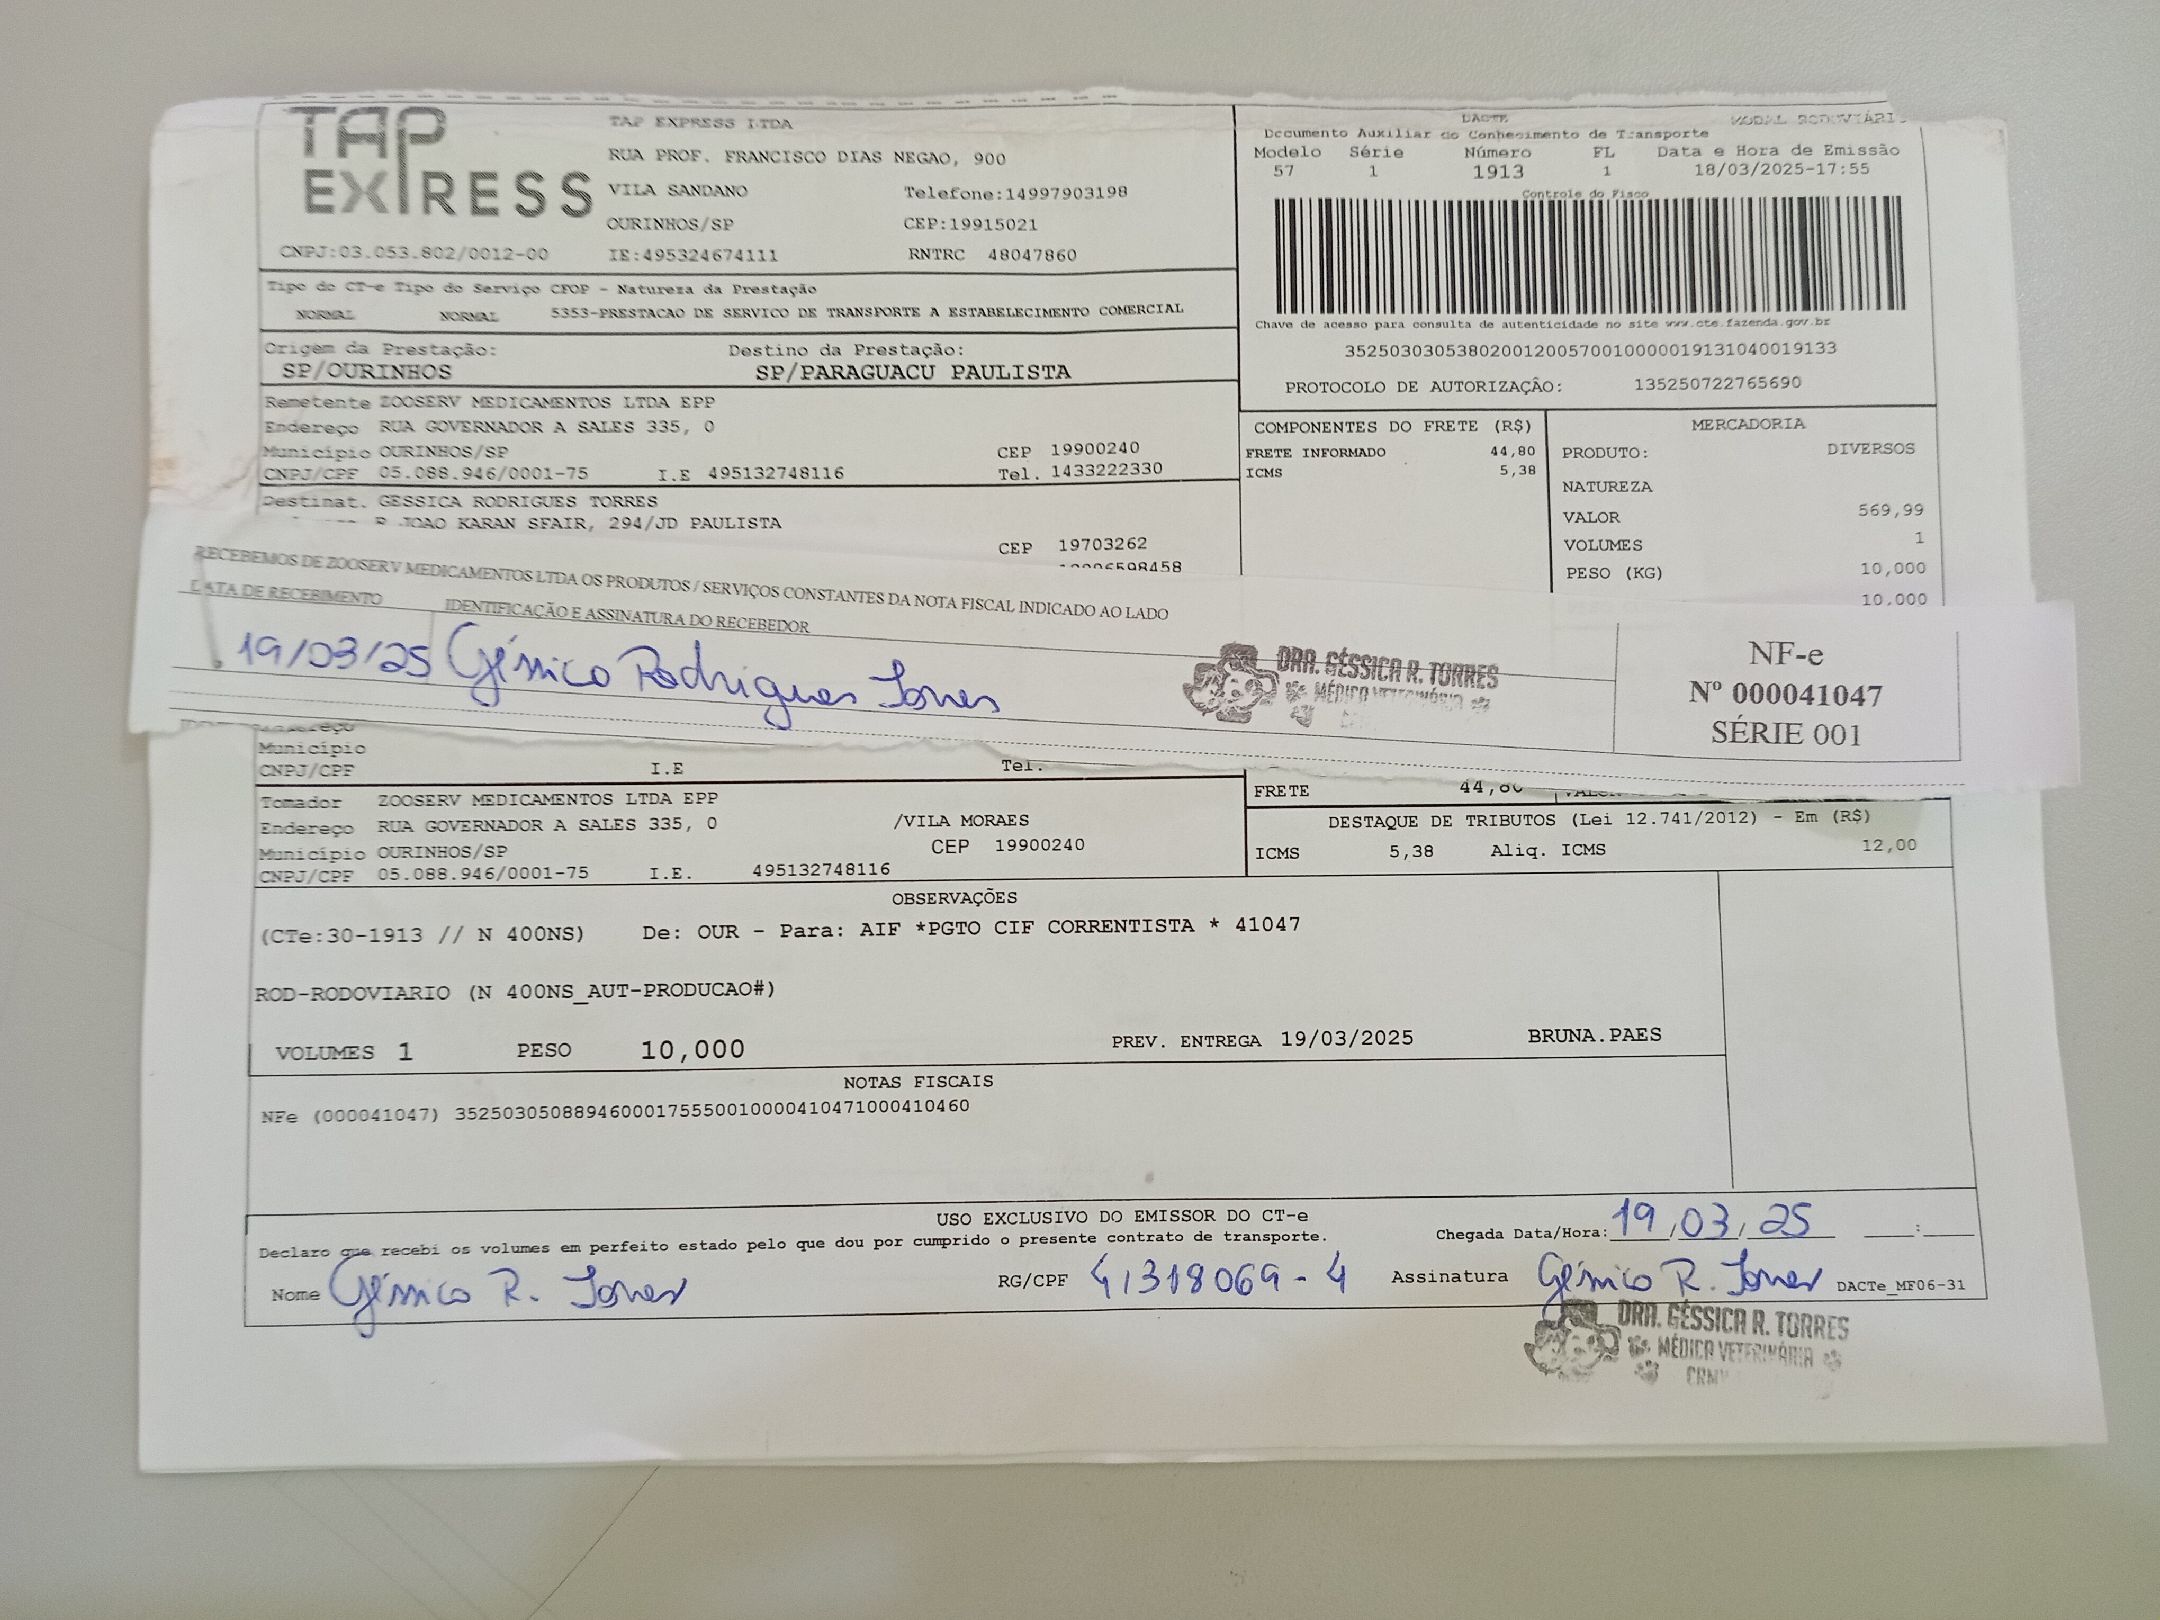 TAP EXPRESS
TAP EXPRESS LTDA
RUA PROF. FRANCISCO DIAS NEGAO, 900
VILA SANDANO Telefone:14997903198
OURINHOS/SP CEP:19915021
CNPJ:03.053.802/0012-00 IE:495324674111 RNTRC 48047860
DACTE MODAL RODOVIÁRI
Documento Auxiliar do Conhecimento de Transporte
Modelo Série Número FL Data e Hora de Emissão
57 1 1913 1 18/03/2025-17:55
Controle do Fisco
Chave de acesso para consulta de autenticidade no site www.cte.fazenda.gov.br
35250303053802001200570010000019131040019133
PROTOCOLO DE AUTORIZAÇÃO: 135250722765690
Tipo do CT-e Tipo do Serviço CFOP - Natureza da Prestação
NORMAL NORMAL 5353-PRESTACAO DE SERVICO DE TRANSPORTE A ESTABELECIMENTO COMERCIAL
Origem da Prestação: Destino da Prestação:
SP/OURINHOS SP/PARAGUACU PAULISTA
Remetente ZOOSERV MEDICAMENTOS LTDA EPP
Endereço RUA GOVERNADOR A SALES 335, 0
Município OURINHOS/SP CEP 19900240
CNPJ/CPF 05.088.946/0001-75 I.E 495132748116 Tel. 1433222330
Destinat. GESSICA RODRIGUES TORRES
R JOAO KARAN SFAIR, 294/JD PAULISTA
CEP 19703262
COMPONENTES DO FRETE (R$)
FRETE INFORMADO 44,80
ICMS 5,38
MERCADORIA
PRODUTO: DIVERSOS
NATUREZA
VALOR 569,99
VOLUMES 1
PESO (KG) 10,000
10,000
RECEBEMOS DE ZOOSERV MEDICAMENTOS LTDA OS PRODUTOS / SERVIÇOS CONSTANTES DA NOTA FISCAL INDICADO AO LADO
DATA DE RECEBIMENTO IDENTIFICAÇÃO E ASSINATURA DO RECEBEDOR
19/03/25 Géssica Rodrigues Torres
DRA. GÉSSICA R. TORRES
MÉDICA VETERINÁRIA
NF-e
Nº 000041047
SÉRIE 001
Endereço
Município
CNPJ/CPF I.E Tel.
FRETE 44,80
Tomador ZOOSERV MEDICAMENTOS LTDA EPP
Endereço RUA GOVERNADOR A SALES 335, 0 /VILA MORAES
Município OURINHOS/SP CEP 19900240
CNPJ/CPF 05.088.946/0001-75 I.E. 495132748116
DESTAQUE DE TRIBUTOS (Lei 12.741/2012) - Em (R$)
ICMS 5,38 Aliq. ICMS 12,00
OBSERVAÇÕES
(CTe:30-1913 // N 400NS) De: OUR - Para: AIF *PGTO CIF CORRENTISTA * 41047
ROD-RODOVIARIO (N 400NS_AUT-PRODUCAO#)
VOLUMES 1 PESO 10,000 PREV. ENTREGA 19/03/2025 BRUNA.PAES
NOTAS FISCAIS
NFe (000041047) 35250305088946000175550010000410471000410460
USO EXCLUSIVO DO EMISSOR DO CT-e
Declaro que recebi os volumes em perfeito estado pelo que dou por cumprido o presente contrato de transporte.
Chegada Data/Hora: 19/03/25 :
Nome Géssica R. Torres RG/CPF 41318069-4 Assinatura Géssica R. Torres DACTe_MF06-31
DRA. GÉSSICA R. TORRES
MÉDICA VETERINÁRIA
CRMV